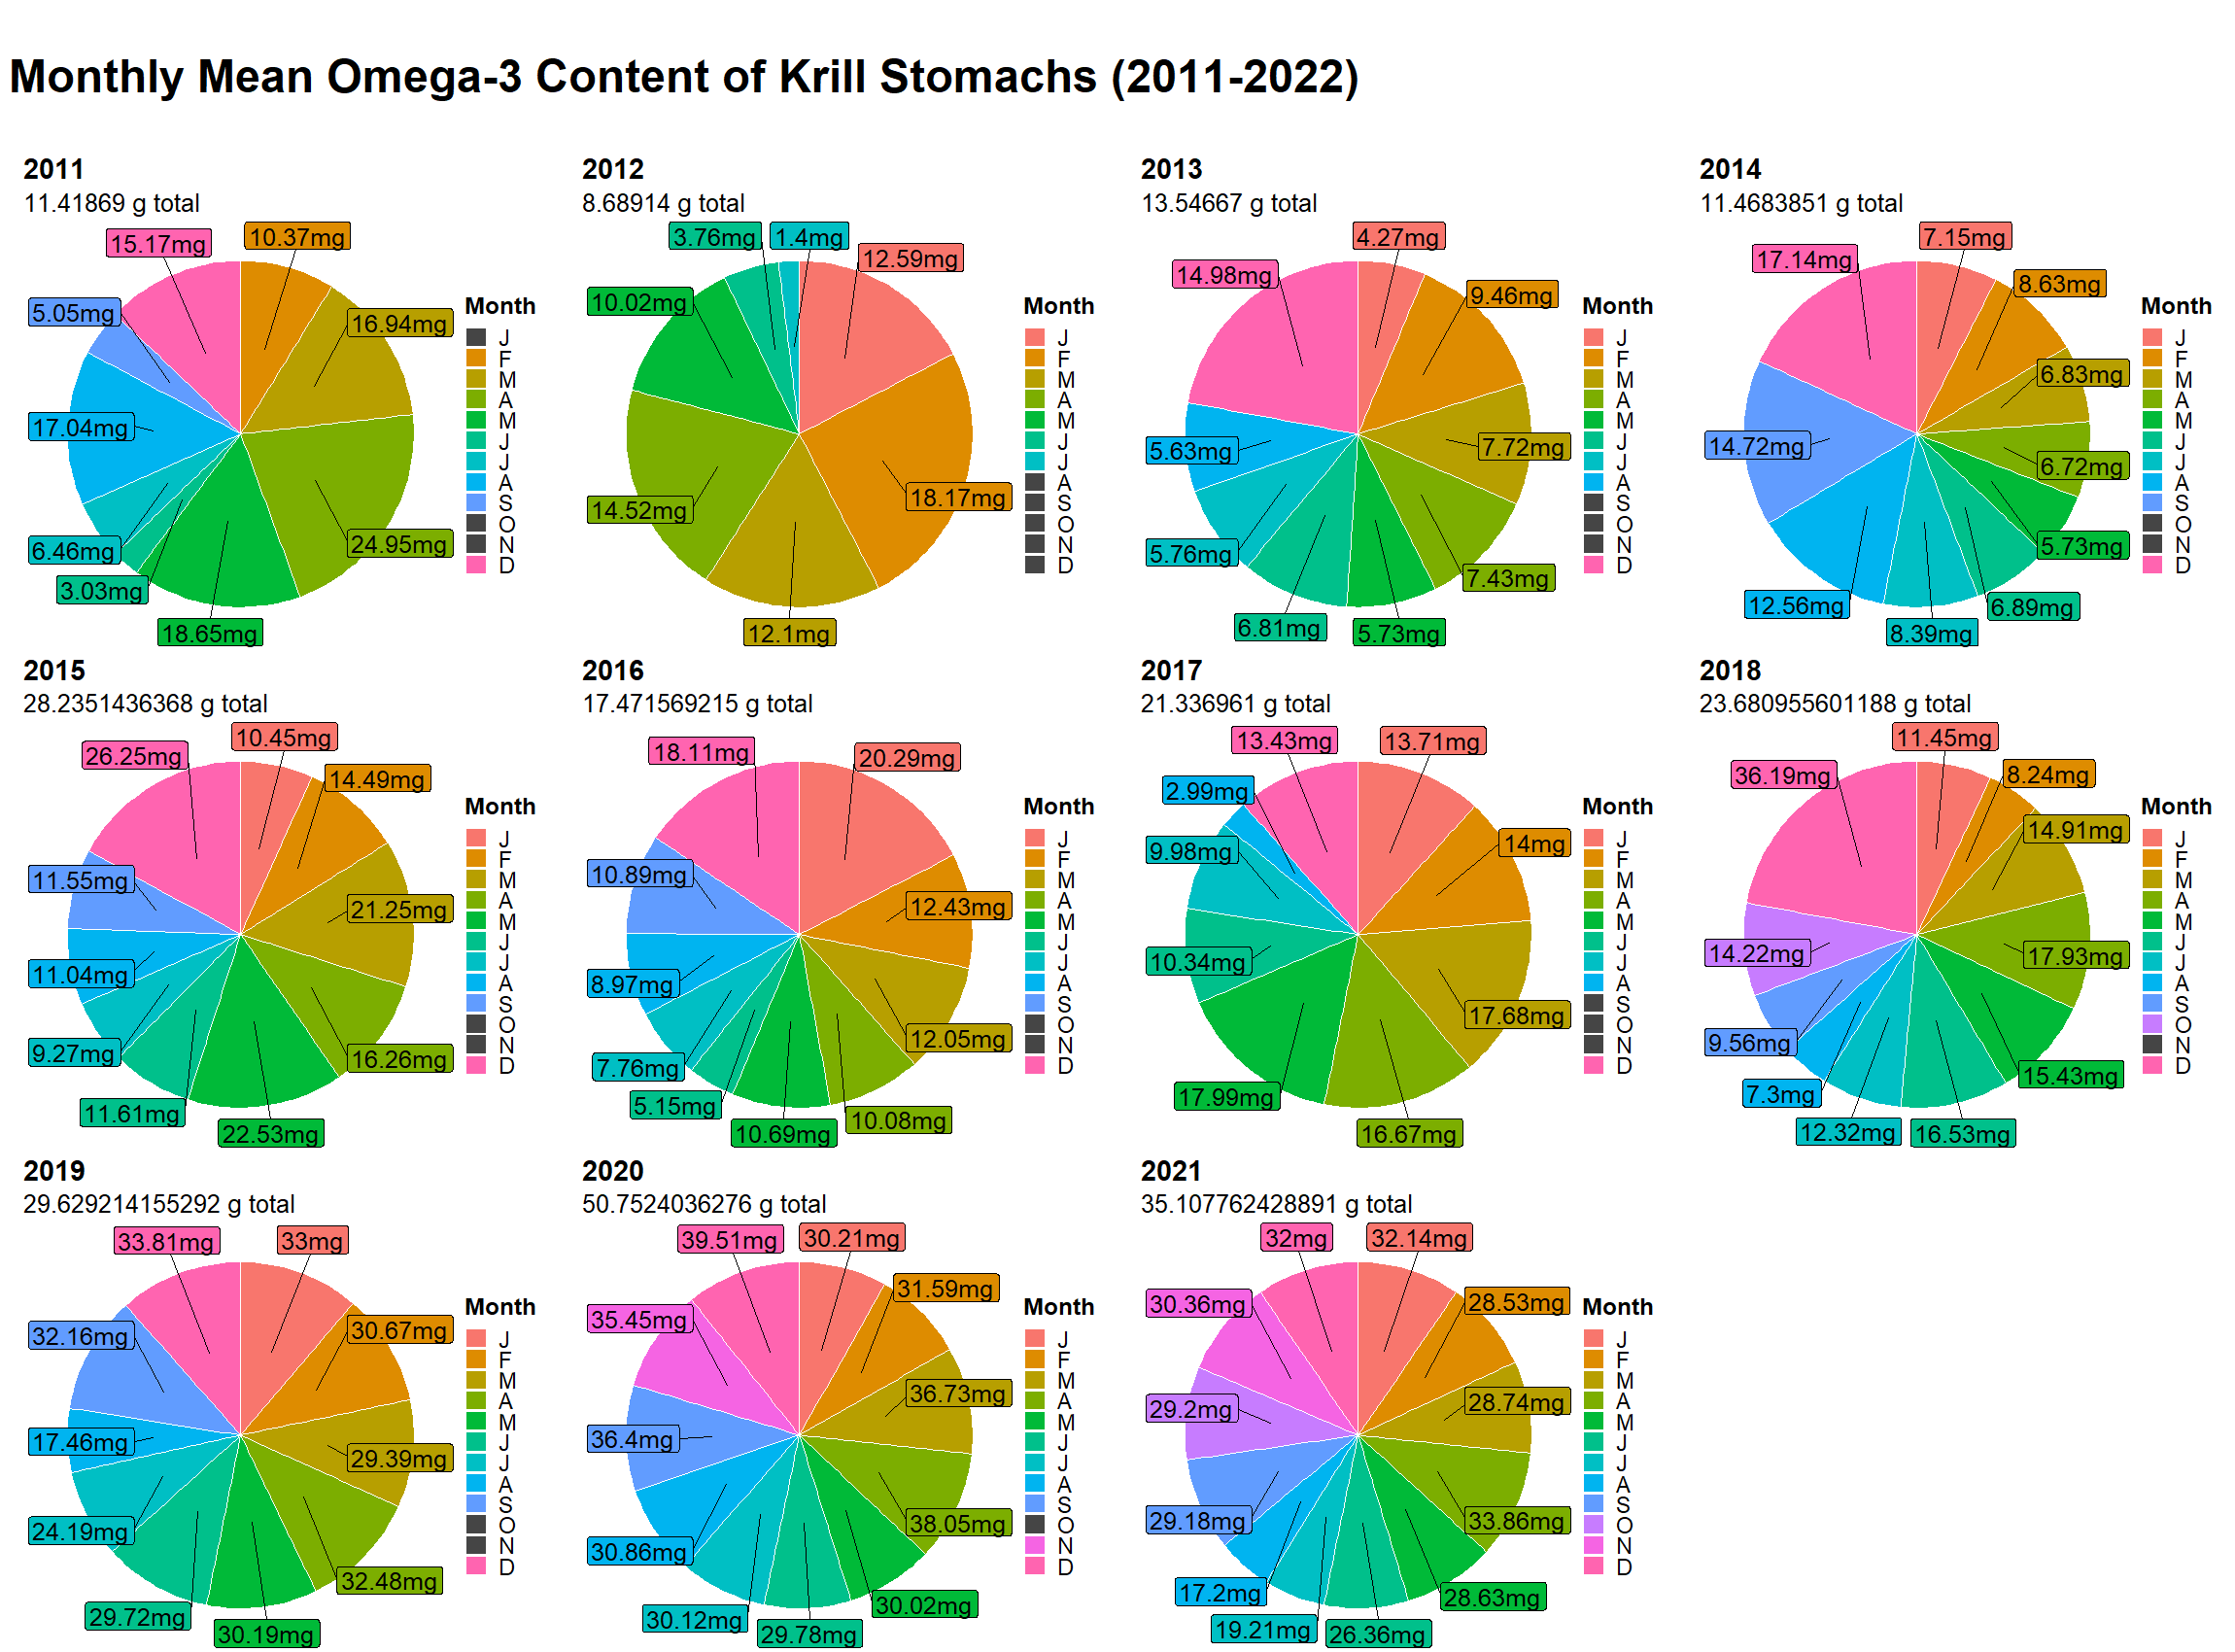 Monthly Mean Omega-3 Content of Krill Stomachs (2011-2022)
2011
11.41869 g total
10.37mg
16.94mg
24.95mg
18.65mg
3.03mg
6.46mg
17.04mg
5.05mg
15.17mg
Month
J
F
M
A
M
J
J
A
S
O
N
D
2012
8.68914 g total
12.59mg
18.17mg
12.1mg
14.52mg
10.02mg
3.76mg
1.4mg
Month
J
F
M
A
M
J
J
A
S
O
N
D
2013
13.54667 g total
4.27mg
9.46mg
7.72mg
7.43mg
5.73mg
6.81mg
5.76mg
5.63mg
14.98mg
Month
J
F
M
A
M
J
J
A
S
O
N
D
2014
11.4683851 g total
7.15mg
8.63mg
6.83mg
6.72mg
5.73mg
6.89mg
8.39mg
12.56mg
14.72mg
17.14mg
Month
J
F
M
A
M
J
J
A
S
O
N
D
2015
28.2351436368 g total
10.45mg
14.49mg
21.25mg
16.26mg
22.53mg
11.61mg
9.27mg
11.04mg
11.55mg
26.25mg
Month
J
F
M
A
M
J
J
A
S
O
N
D
2016
17.471569215 g total
20.29mg
12.43mg
12.05mg
10.08mg
10.69mg
5.15mg
7.76mg
8.97mg
10.89mg
18.11mg
Month
J
F
M
A
M
J
J
A
S
O
N
D
2017
21.336961 g total
13.71mg
14mg
17.68mg
16.67mg
17.99mg
10.34mg
9.98mg
2.99mg
13.43mg
Month
J
F
M
A
M
J
J
A
S
O
N
D
2018
23.680955601188 g total
11.45mg
8.24mg
14.91mg
17.93mg
15.43mg
16.53mg
12.32mg
7.3mg
9.56mg
14.22mg
36.19mg
Month
J
F
M
A
M
J
J
A
S
O
N
D
2019
29.629214155292 g total
33mg
30.67mg
29.39mg
32.48mg
30.19mg
29.72mg
24.19mg
17.46mg
32.16mg
33.81mg
Month
J
F
M
A
M
J
J
A
S
O
N
D
2020
50.7524036276 g total
30.21mg
31.59mg
36.73mg
38.05mg
30.02mg
29.78mg
30.12mg
30.86mg
36.4mg
35.45mg
39.51mg
Month
J
F
M
A
M
J
J
A
S
O
N
D
2021
35.107762428891 g total
32.14mg
28.53mg
28.74mg
33.86mg
28.63mg
26.36mg
19.21mg
17.2mg
29.18mg
29.2mg
30.36mg
32mg
Month
J
F
M
A
M
J
J
A
S
O
N
D